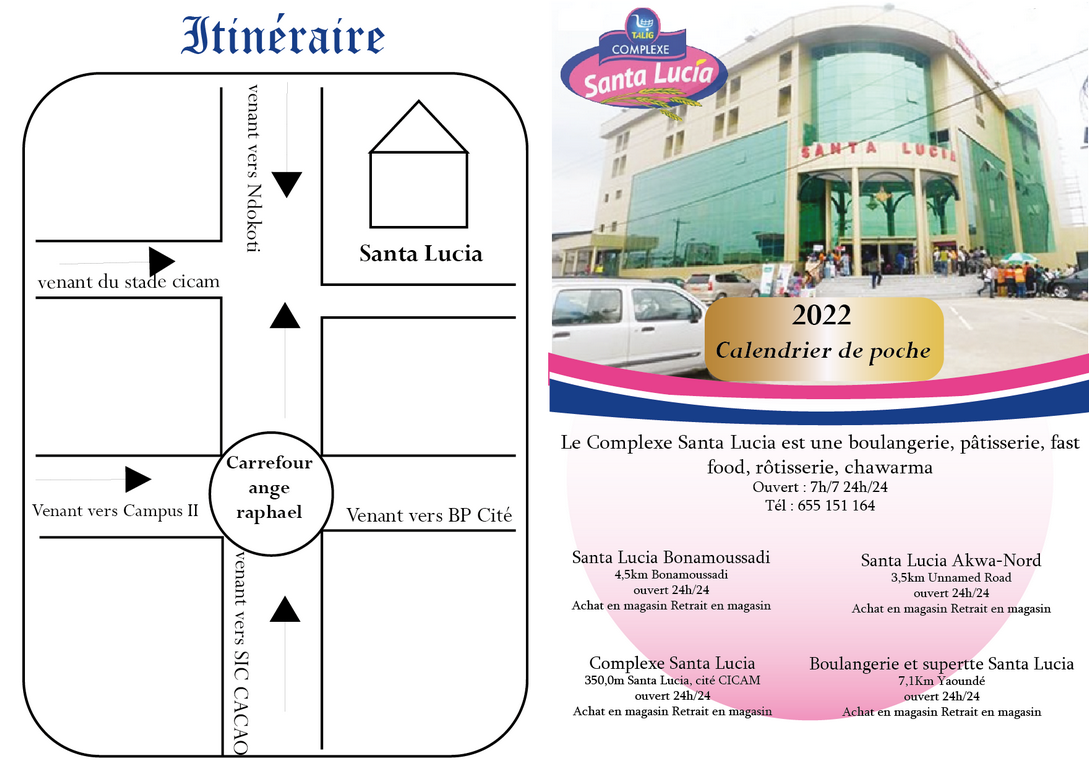 Itinéraire
venant vers Ndokoti
Santa Lucia
venant du stade cicam
Carrefour
ange
raphael
Venant vers Campus II
Venant vers BP Cité
venant vers SIC CACAO
TALIG
COMPLEXE
Santa Lucia
SANTA LUCIA
2022
Calendrier de poche
Le Complexe Santa Lucia est une boulangerie, pâtisserie, fast
food, rôtisserie, chawarma
Ouvert : 7h/7 24h/24
Tél : 655 151 164
Santa Lucia Bonamoussadi
4,5km Bonamoussadi
ouvert 24h/24
Achat en magasin Retrait en magasin
Santa Lucia Akwa-Nord
3,5km Unnamed Road
ouvert 24h/24
Achat en magasin Retrait en magasin
Complexe Santa Lucia
350,0m Santa Lucia, cité CICAM
ouvert 24h/24
Achat en magasin Retrait en magasin
Boulangerie et supertte Santa Lucia
7,1Km Yaoundé
ouvert 24h/24
Achat en magasin Retrait en magasin